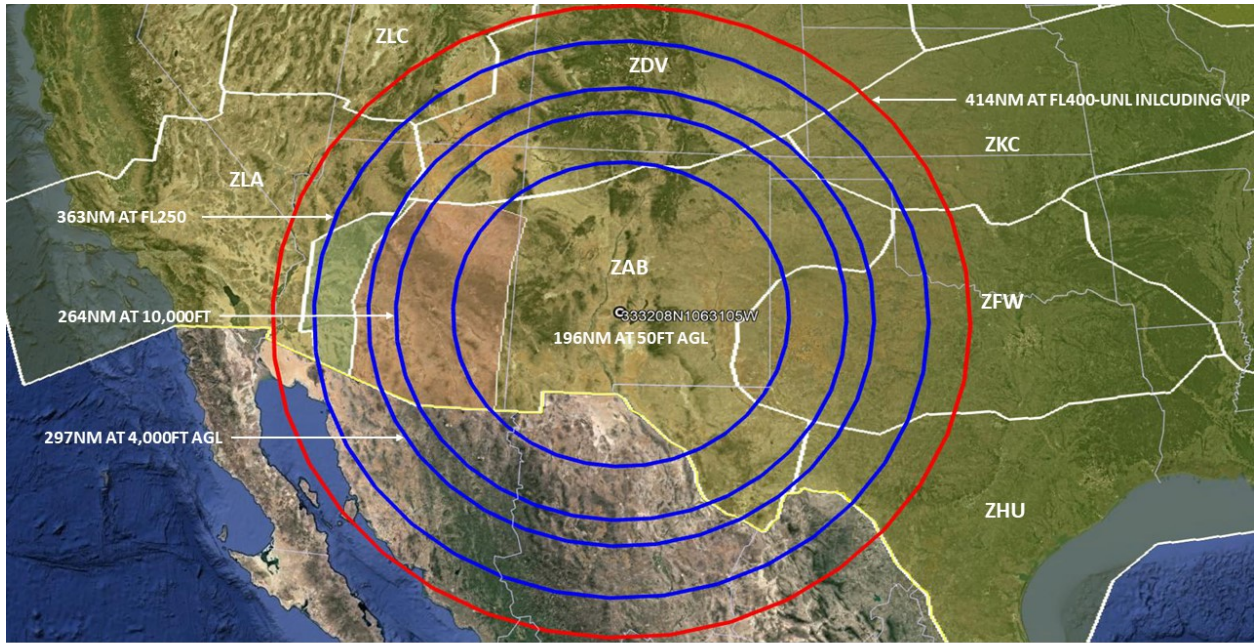 ZLC
ZDV
414NM AT FL400-UNL INLCUDING VIP
ZKC
ZLA
363NM AT FL250
ZAB
ZFW
264NM AT 10,000FT
333208N1063105W
196NM AT 50FT AGL
297NM AT 4,000FT AGL
ZHU